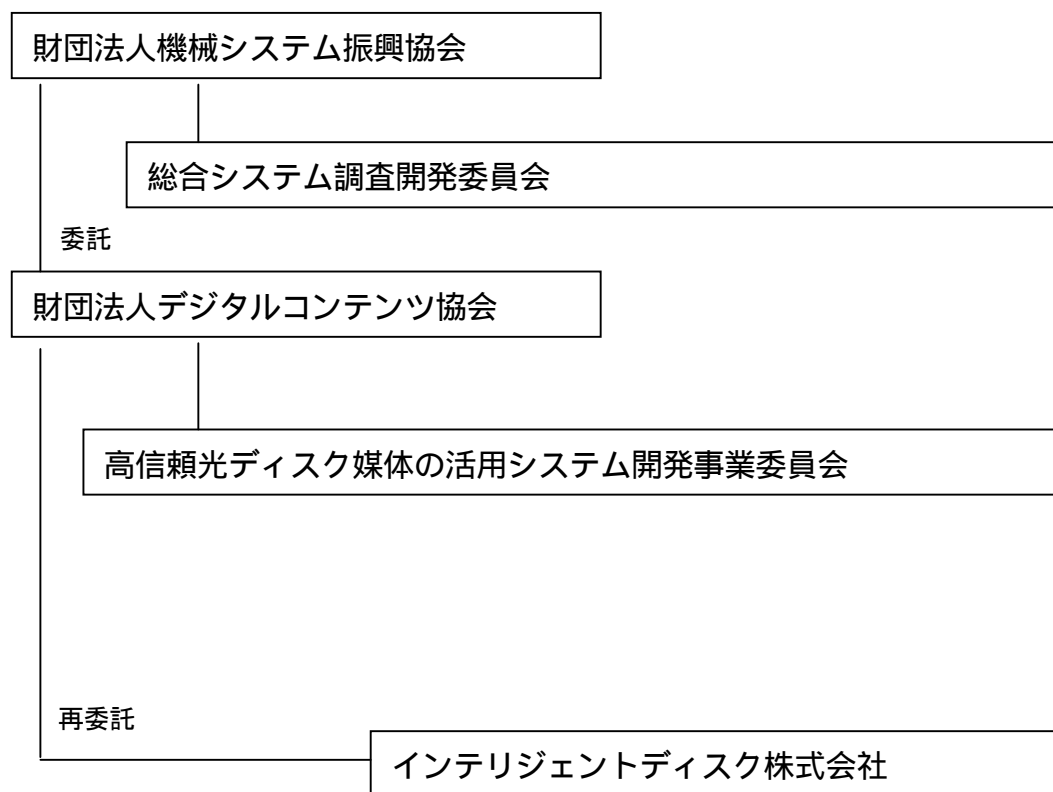 財団法人機械システム振興協会
総合システム調査開発委員会
委託
財団法人デジタルコンテンツ協会
高信頼光ディスク媒体の活用システム開発事業委員会
再委託
インテリジェントディスク株式会社